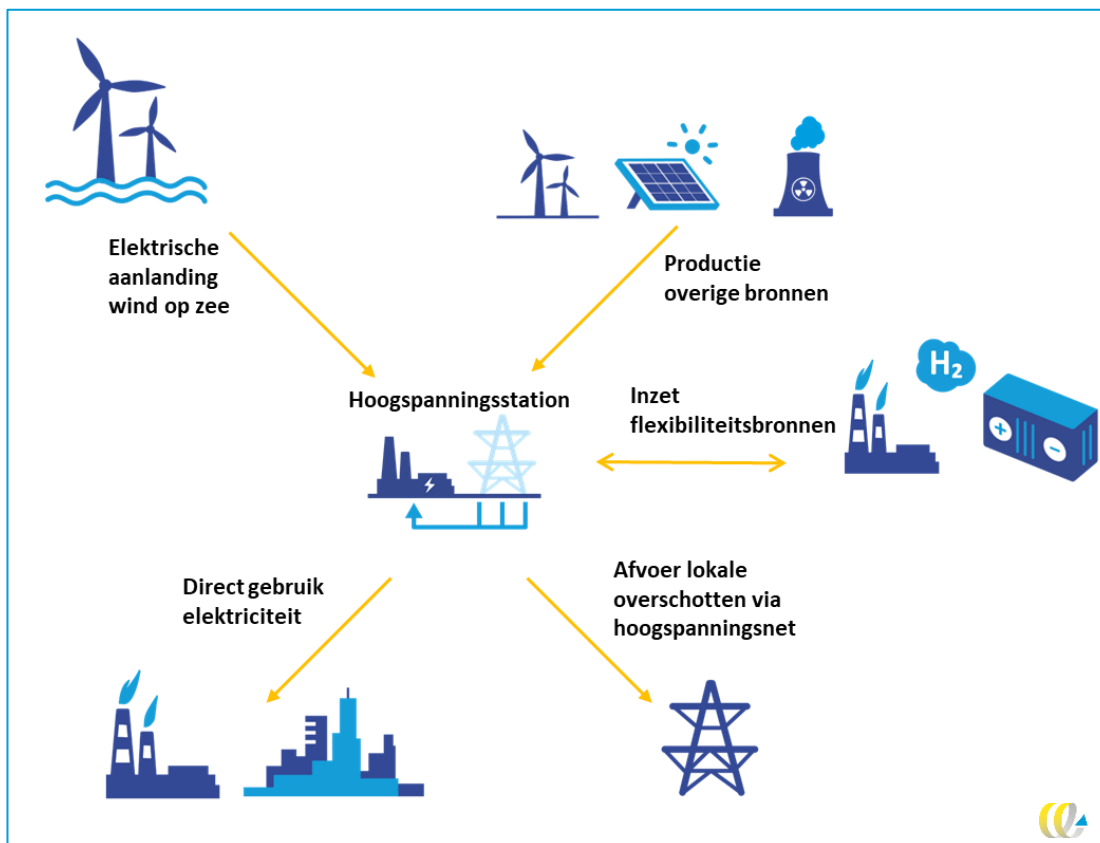 Elektrische
aanlanding
wind op zee
Productie
overige bronnen
Hoogspanningsstation
Inzet
flexibiliteitsbronnen
H₂
+
−
Direct gebruik
elektriciteit
Afvoer lokale
overschotten via
hoogspanningsnet